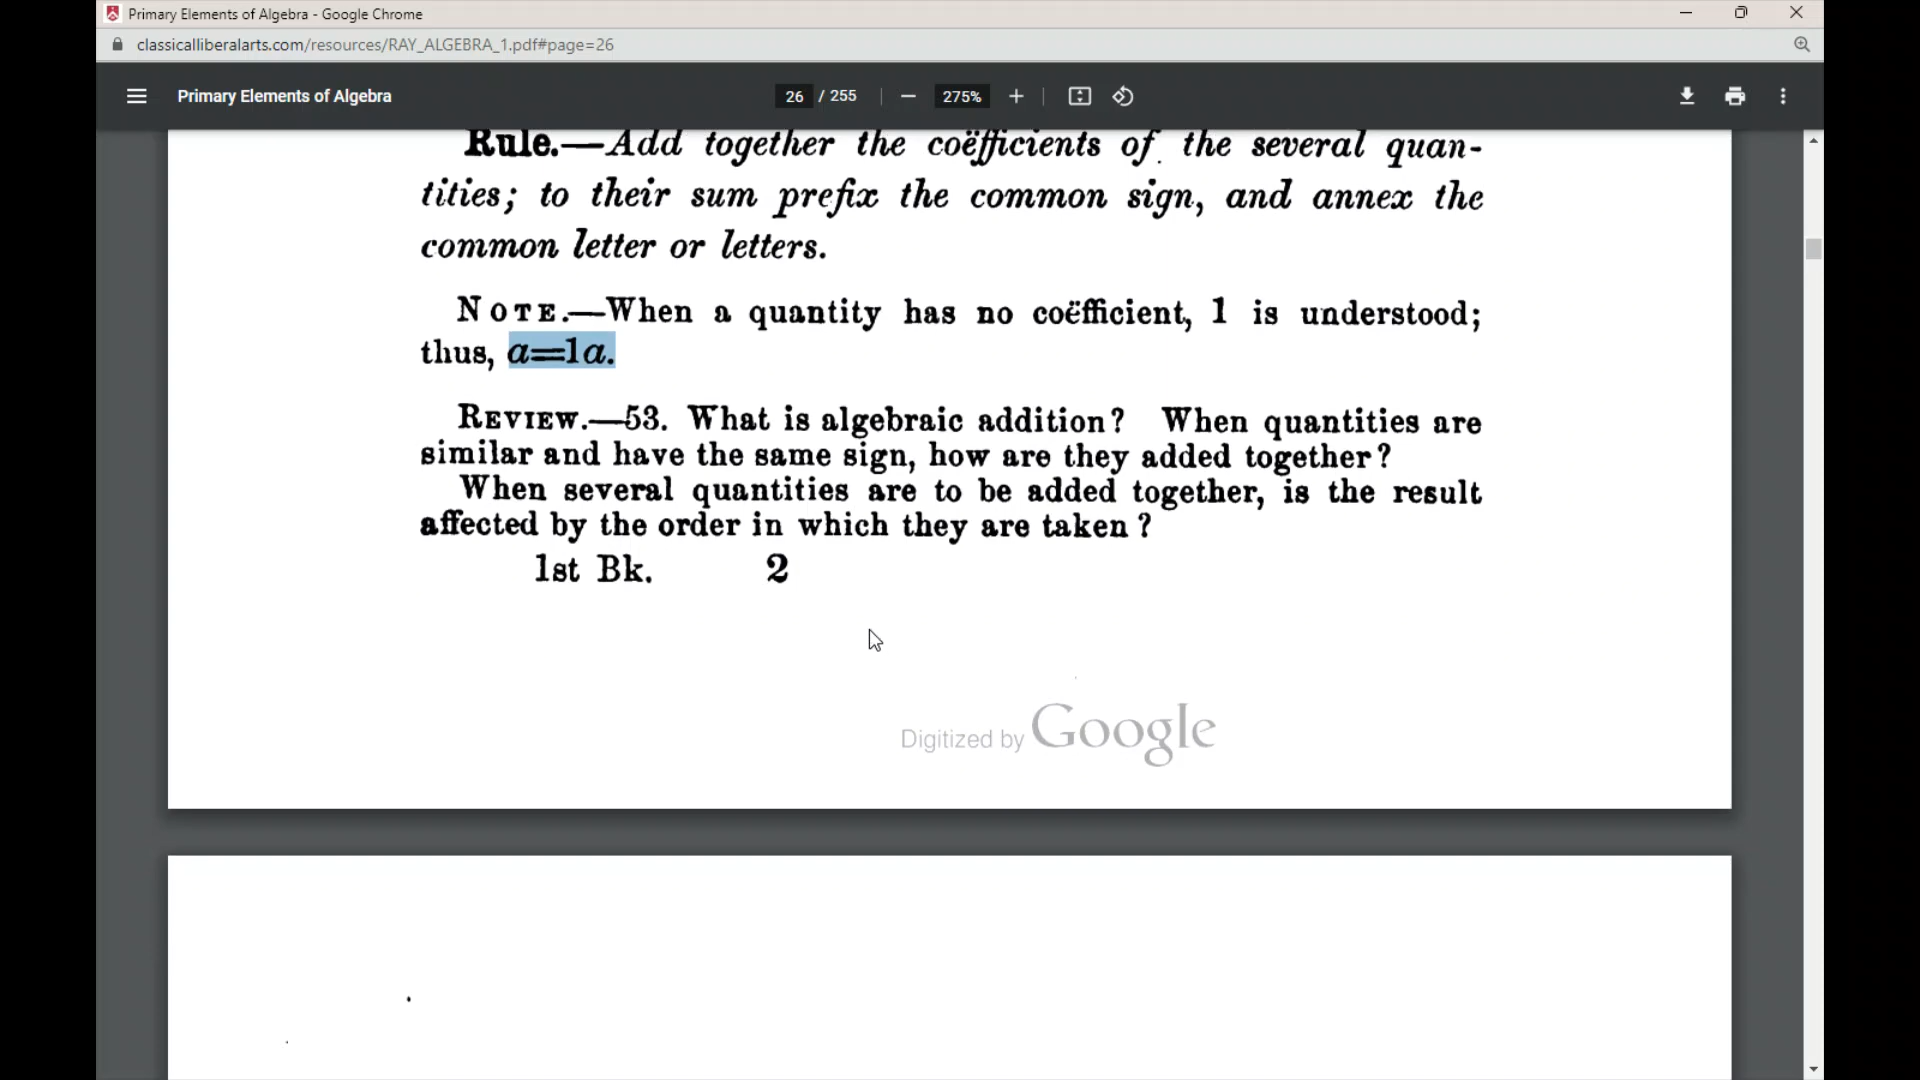 Primary Elements of Algebra - Google Chrome
classicalliberalarts.com/resources/RAY_ALGEBRA_1.pdf#page=26
Primary Elements of Algebra
26 / 255
275%
Rule.—Add together the coëfficients of the several quan-
tities; to their sum prefix the common sign, and annex the
common letter or letters.
NOTE.—When a quantity has no coëfficient, 1 is understood;
thus, a=1a.
REVIEW.—53. What is algebraic addition? When quantities are
similar and have the same sign, how are they added together?
When several quantities are to be added together, is the result
affected by the order in which they are taken?
1st Bk. 2
Digitized by Google